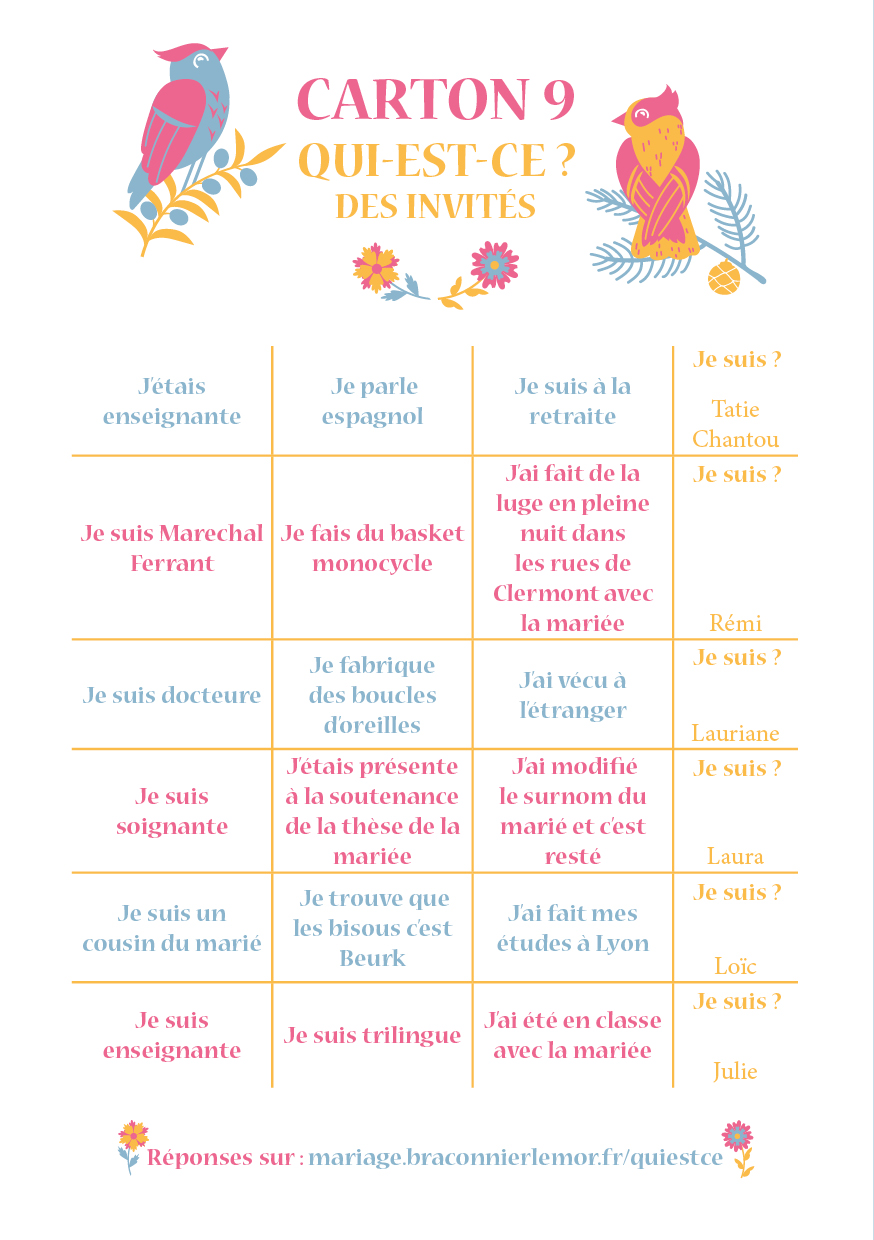 CARTON 9
QUI-EST-CE ?
DES INVITÉS
J'étais
enseignante
Je parle
espagnol
Je suis à la
retraite
Je suis ?
Tatie
Chantou
Je suis Marechal
Ferrant
Je fais du basket
monocycle
J'ai fait de la
luge en pleine
nuit dans
les rues de
Clermont avec
la mariée
Je suis ?
Rémi
Je suis docteure
Je fabrique
des boucles
d'oreilles
J'ai vécu à
l'étranger
Je suis ?
Lauriane
Je suis
soignante
J'étais présente
à la soutenance
de la thèse de la
mariée
J'ai modifié
le surnom du
marié et c'est
resté
Je suis ?
Laura
Je suis un
cousin du marié
Je trouve que
les bisous c'est
Beurk
J'ai fait mes
études à Lyon
Je suis ?
Loïc
Je suis
enseignante
Je suis trilingue
J'ai été en classe
avec la mariée
Je suis ?
Julie
Réponses sur : mariage.braconnierlemor.fr/quiestce